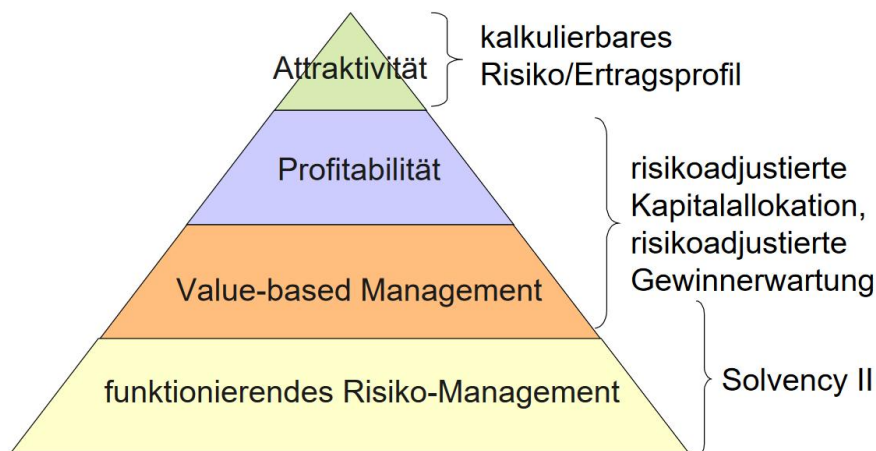 Attraktivität
kalkulierbares
Risiko/Ertragsprofil
Profitabilität
risikoadjustierte
Kapitalallokation,
risikoadjustierte
Gewinnerwartung
Value-based Management
funktionierendes Risiko-Management
Solvency II